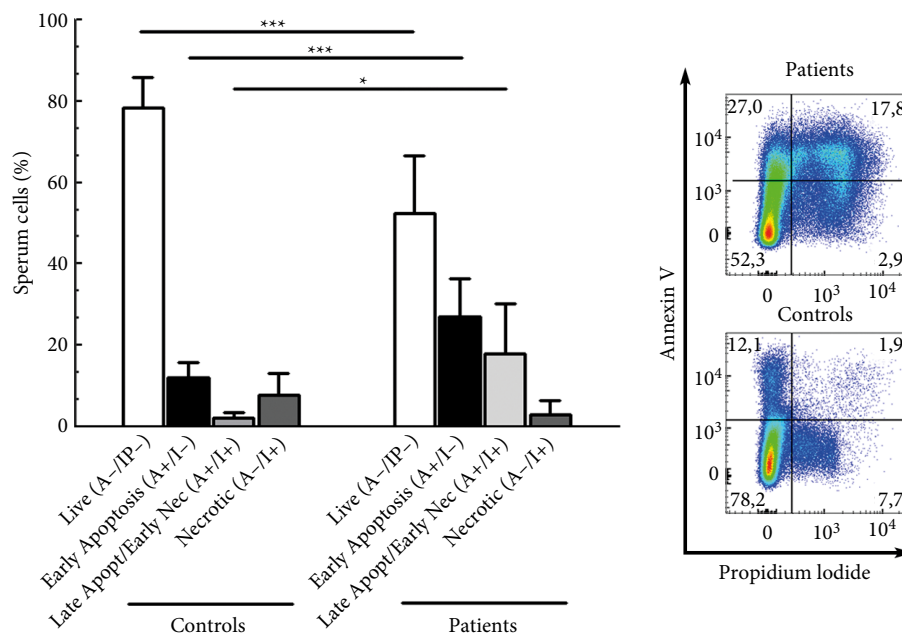 100
80
60
40
20
0
Sperum cells (%)
***
***
*
Live (A−/IP−)
Early Apoptosis (A+/I−)
Late Apopt/Early Nec (A+/I+)
Necrotic (A−/I+)
Live (A−/IP−)
Early Apoptosis (A+/I−)
Late Apopt/Early Nec (A+/I+)
Necrotic (A−/I+)
Controls
Patients
Patients
27,0
17,8
10⁴
10³
0
52,3
2,9
0
10³
10⁴
Controls
12,1
1,9
10⁴
10³
0
78,2
7,7
0
10³
10⁴
Annexin V
Propidium lodide